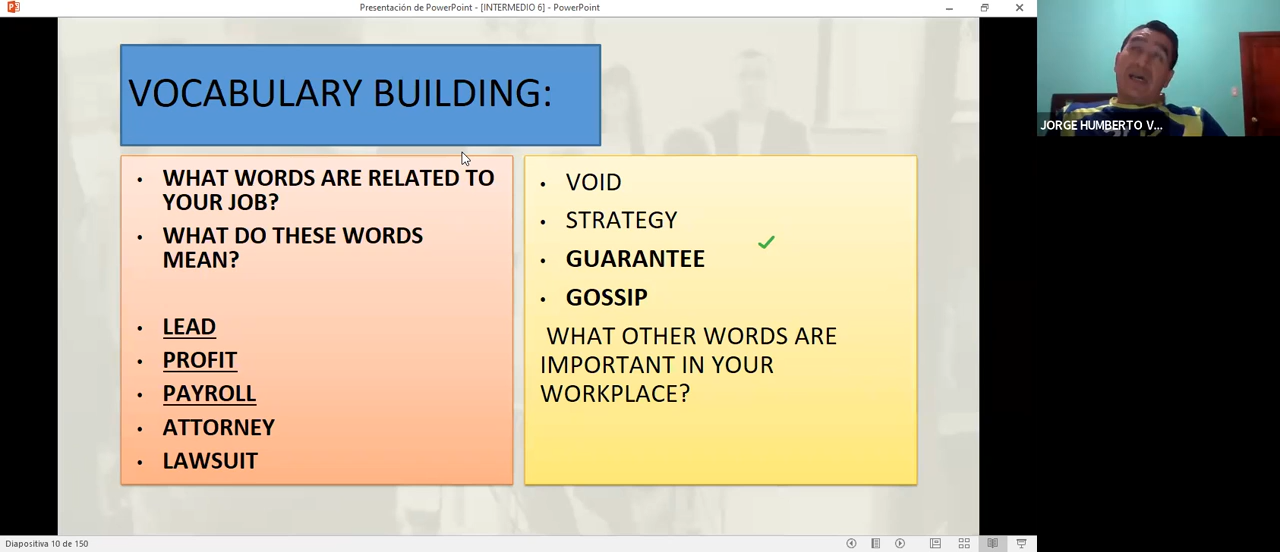 Presentación de PowerPoint - [INTERMEDIO 6] - PowerPoint
VOCABULARY BUILDING:
WHAT WORDS ARE RELATED TO
YOUR JOB?
WHAT DO THESE WORDS
MEAN?
LEAD
PROFIT
PAYROLL
ATTORNEY
LAWSUIT
VOID
STRATEGY
GUARANTEE
GOSSIP
WHAT OTHER WORDS ARE
IMPORTANT IN YOUR
WORKPLACE?
JORGE HUMBERTO V...
Diapositiva 10 de 150